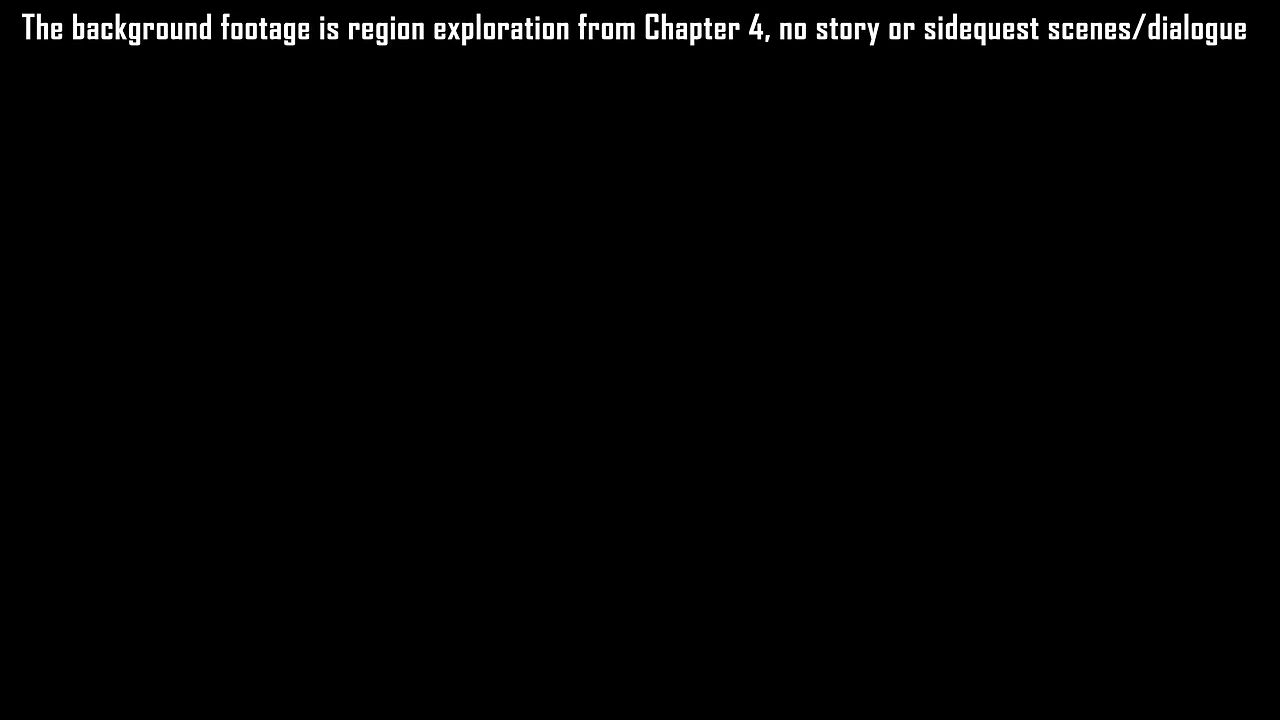 The background footage is region exploration from Chapter 4, no story or sidequest scenes/dialogue